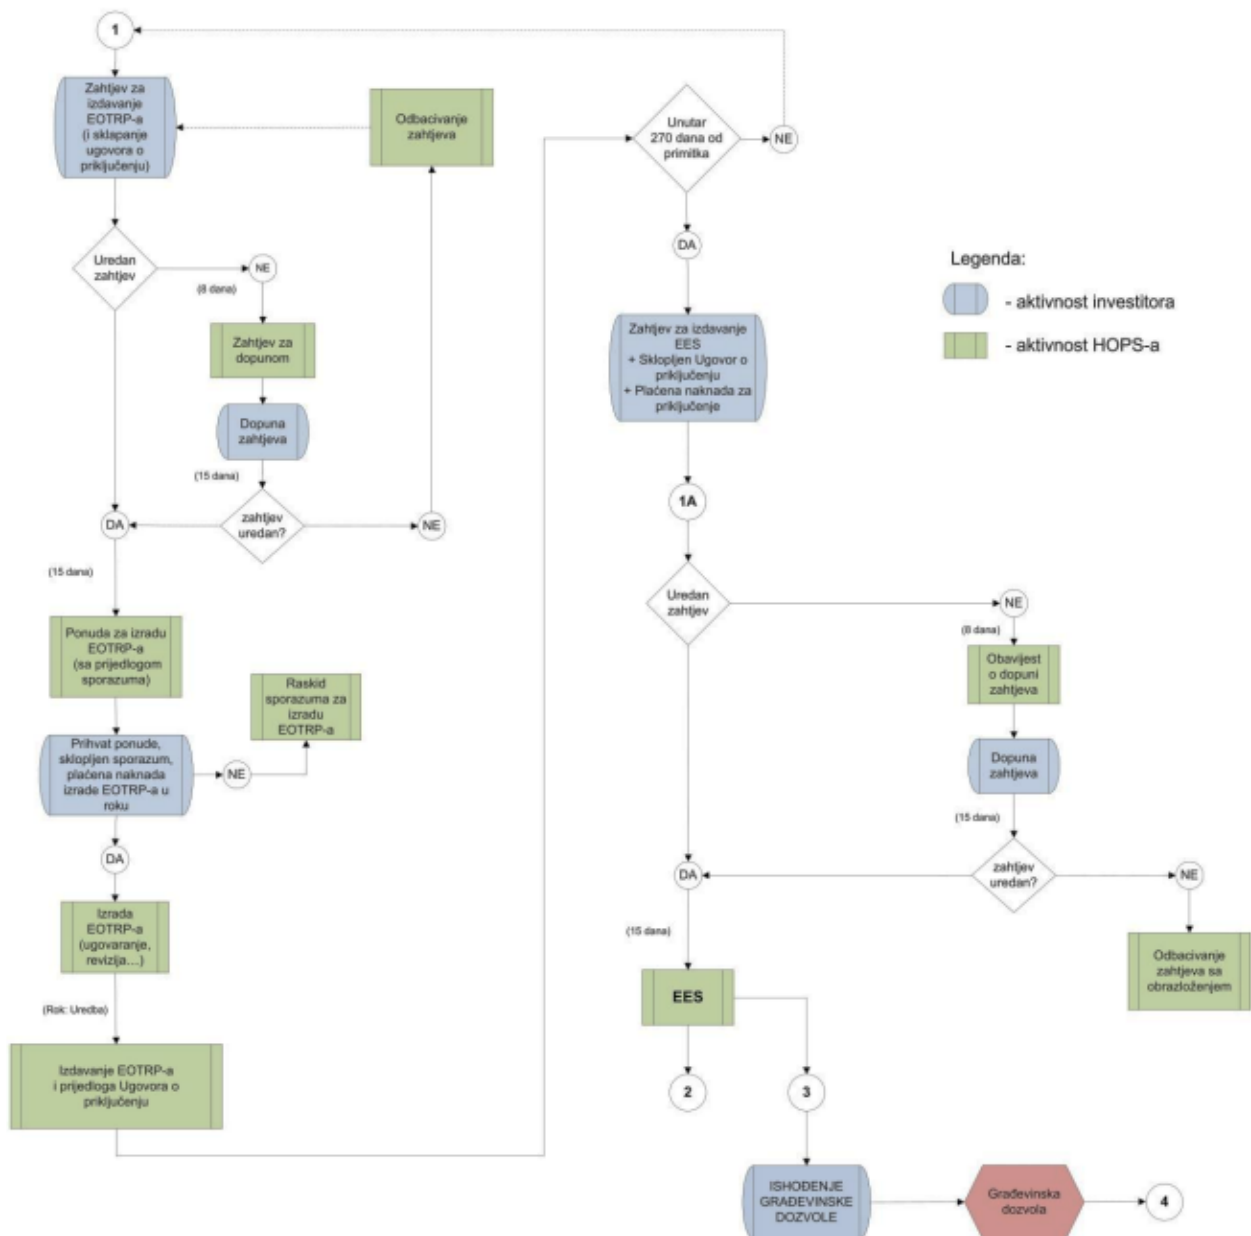 1
Zahtjev za
izdavanje
EOTRP-a
(i sklapanje
ugovora o
priključenju)
Odbacivanje
zahtjeva
Uredan
zahtjev
NE
(8 dana)
Zahtjev za
dopunom
Dopuna
zahtjeva
(15 dana)
zahtjev
uredan?
DA
NE
(15 dana)
Ponuda za izradu
EOTRP-a
(sa prijedlogom
sporazuma)
Raskid
sporazuma za
izradu
EOTRP-a
Prihvat ponude,
sklopljen sporazum,
plaćena naknada
izrade EOTRP-a u
roku
NE
DA
Izrada
EOTRP-a
(ugovaranje,
revizija...)
(Rok: Uredba)
Izdavanje EOTRP-a
i prijedloga Ugovora o
priključenju
Unutar
270 dana od
primitka
NE
DA
Zahtjev za izdavanje
EES
+ Sklopljen Ugovor o
priključenju
+ Plaćena naknada za
priključenje
1A
Uredan
zahtjev
NE
(8 dana)
Obavijest
o dopuni
zahtjeva
Dopuna
zahtjeva
(15 dana)
zahtjev
uredan?
DA
NE
(15 dana)
Odbacivanje
zahtjeva sa
obrazloženjem
EES
2
3
ISHOĐENJE
GRAĐEVINSKE
DOZVOLE
Građevinska
dozvola
4
Legenda:
- aktivnost investitora
- aktivnost HOPS-a